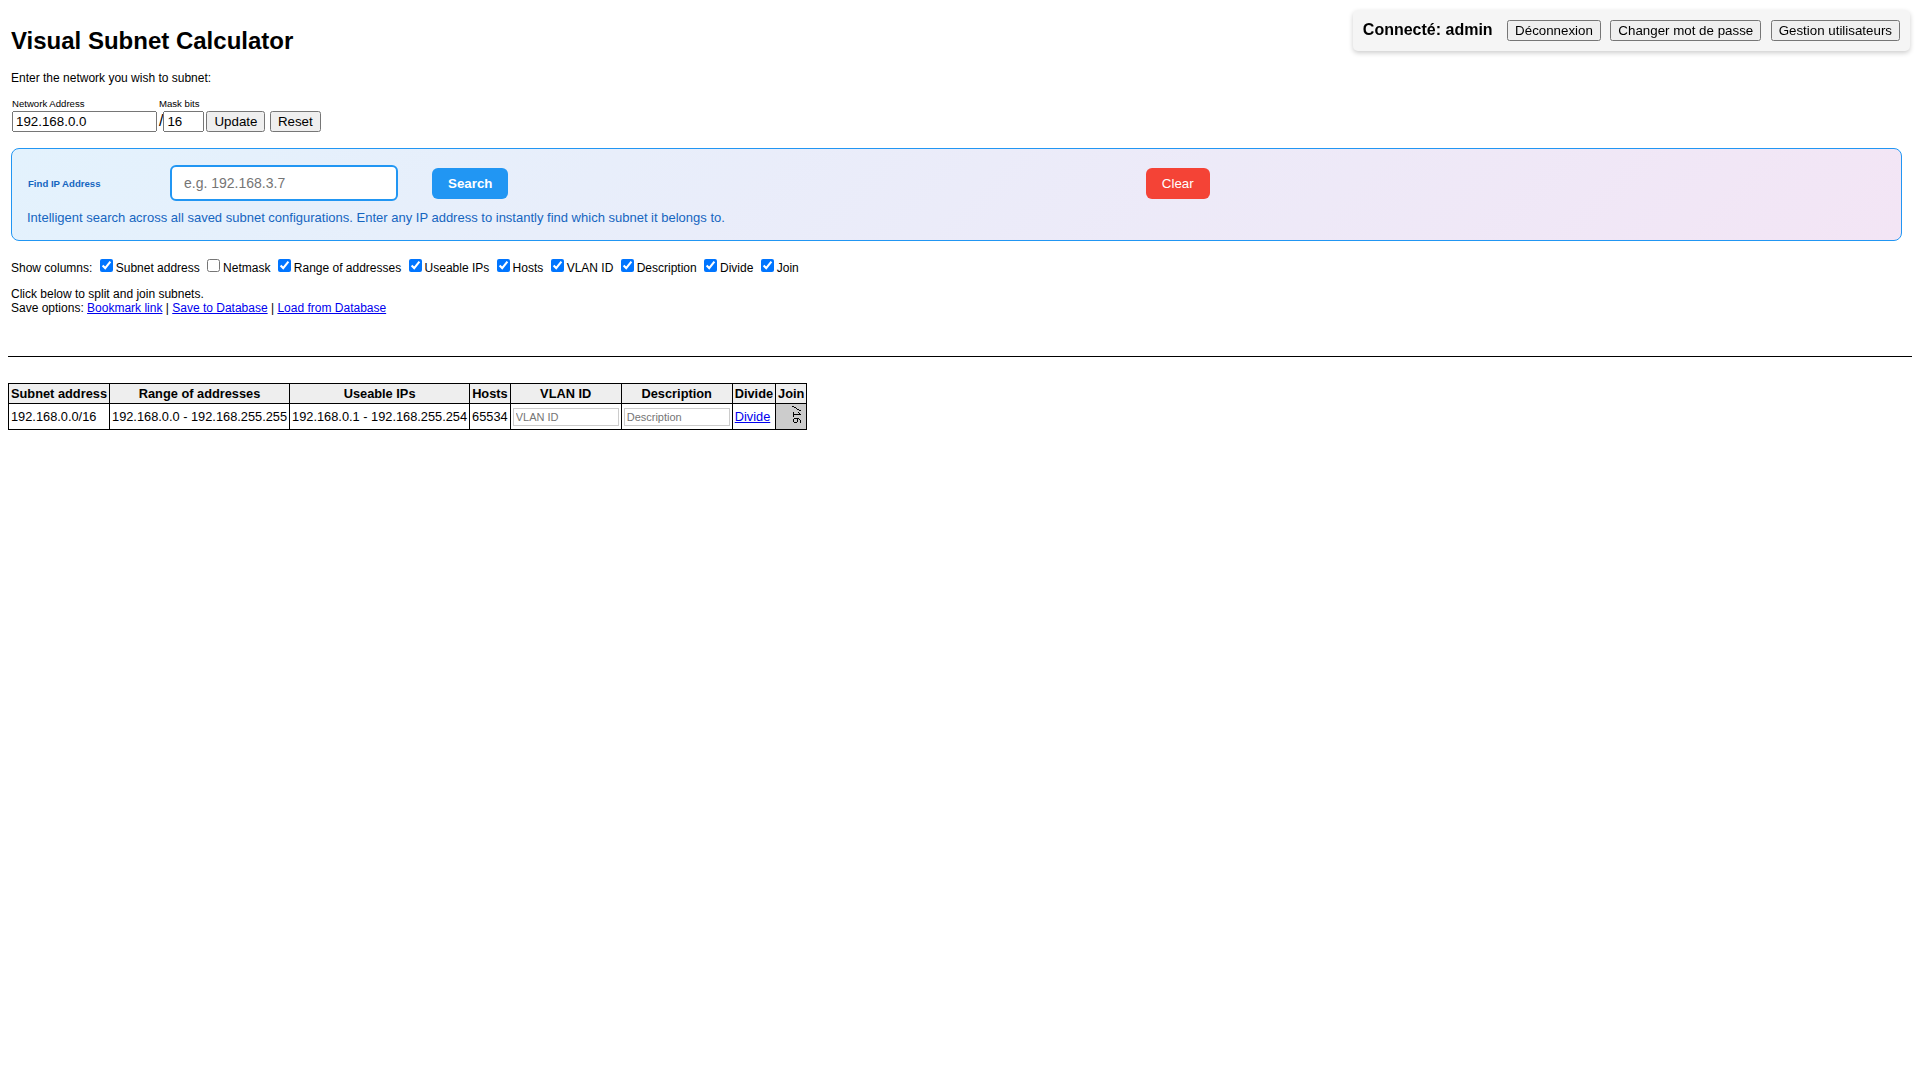 Visual Subnet Calculator
Connecté: admin Déconnexion Changer mot de passe Gestion utilisateurs
Enter the network you wish to subnet:
Network Address Mask bits
192.168.0.0 / 16 Update Reset
Find IP Address e.g. 192.168.3.7 Search Clear
Intelligent search across all saved subnet configurations. Enter any IP address to instantly find which subnet it belongs to.
Show columns: Subnet address Netmask Range of addresses Useable IPs Hosts VLAN ID Description Divide Join
Click below to split and join subnets.
Save options: Bookmark link | Save to Database | Load from Database
Subnet address Range of addresses Useable IPs Hosts VLAN ID Description Divide Join
192.168.0.0/16 192.168.0.0 - 192.168.255.255 192.168.0.1 - 192.168.255.254 65534 VLAN ID Description Divide /16